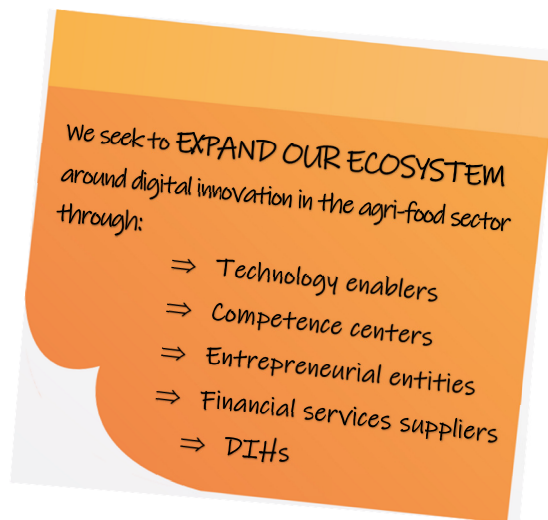 We seek to EXPAND OUR ECOSYSTEM
around digital innovation in the agri-food sector
through:
⇒ Technology enablers
⇒ Competence centers
⇒ Entrepreneurial entities
⇒ Financial services suppliers
⇒ DIHs